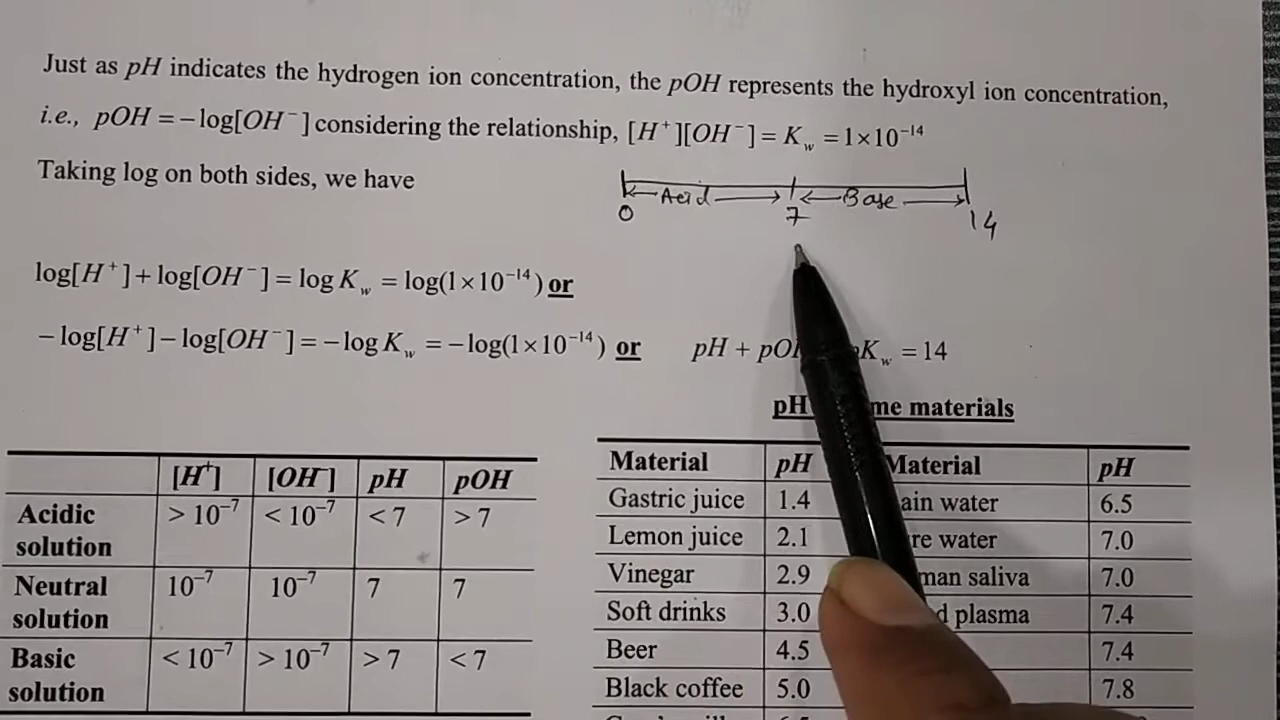 Just as pH indicates the hydrogen ion concentration, the pOH represents the hydroxyl ion concentration,
i.e., pOH = −log[OH⁻] considering the relationship, [H⁺][OH⁻] = K_w = 1×10⁻¹⁴
Taking log on both sides, we have
Acid Base
0 7 14
log[H⁺]+log[OH⁻] = log K_w = log(1×10⁻¹⁴) or
−log[H⁺]−log[OH⁻] = −log K_w = −log(1×10⁻¹⁴) or pH + K_w = 14
pH materials
[H⁺] [OH⁻] pH pOH
Acidic solution > 10⁻⁷ < 10⁻⁷ < 7 > 7
Neutral solution 10⁻⁷ 10⁻⁷ 7 7
Basic solution < 10⁻⁷ > 10⁻⁷ > 7 < 7
Material pH Material pH
Gastric juice 1.4 water 6.5
Lemon juice 2.1 water 7.0
Vinegar 2.9 saliva 7.0
Soft drinks 3.0 plasma 7.4
Beer 4.5 7.4
Black coffee 5.0 7.8